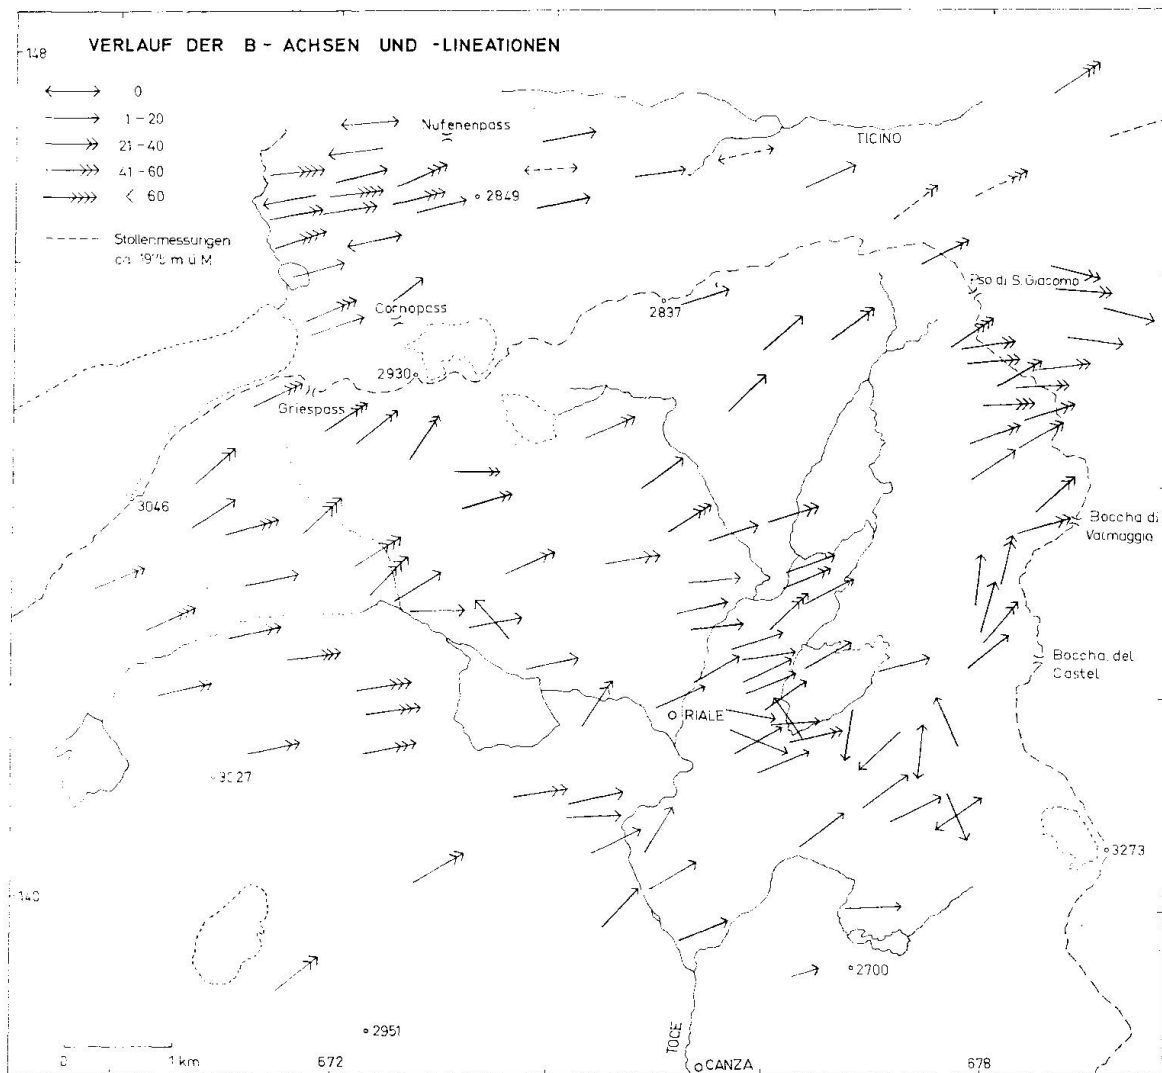 148
VERLAUF DER B - ACHSEN UND -LINEATIONEN
0
1 - 20
21 - 40
41 - 60
< 60
Stollenmessungen
ü M
Nufenenpass
TICINO
2849
Pso di S. Giacomo
Cornopass
2837
2930
Griespass
3046
Boccha di
Valmaggia
Boccha del
Castel
RIALE
3273
140
2700
2951
TOCE
0
1 km
672
CANZA
678